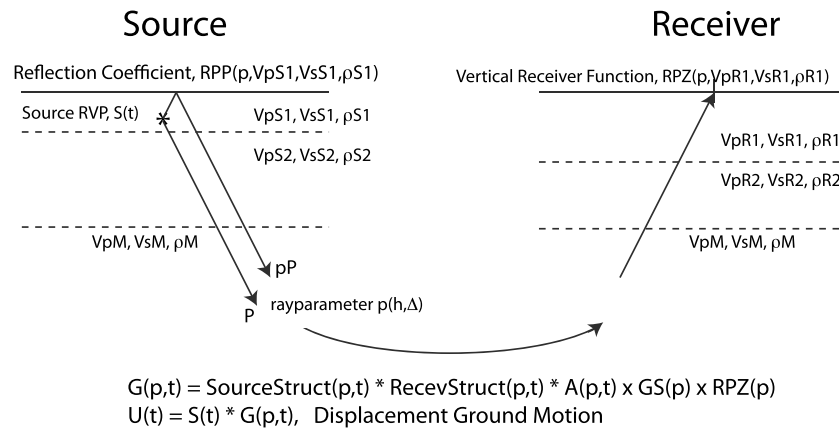 Source
Receiver
Reflection Coefficient, RPP(p,VpS1,VsS1,ρS1)
Vertical Receiver Function, RPZ(p,VpR1,VsR1,ρR1)
Source RVP, S(t)
VpS1, VsS1, ρS1
VpS2, VsS2, ρS2
VpR1, VsR1, ρR1
VpR2, VsR2, ρR2
VpM, VsM, ρM
VpM, VsM, ρM
pP
P
rayparameter p(h,Δ)
G(p,t) = SourceStruct(p,t) * RecevStruct(p,t) * A(p,t) x GS(p) x RPZ(p)
U(t) = S(t) * G(p,t), Displacement Ground Motion